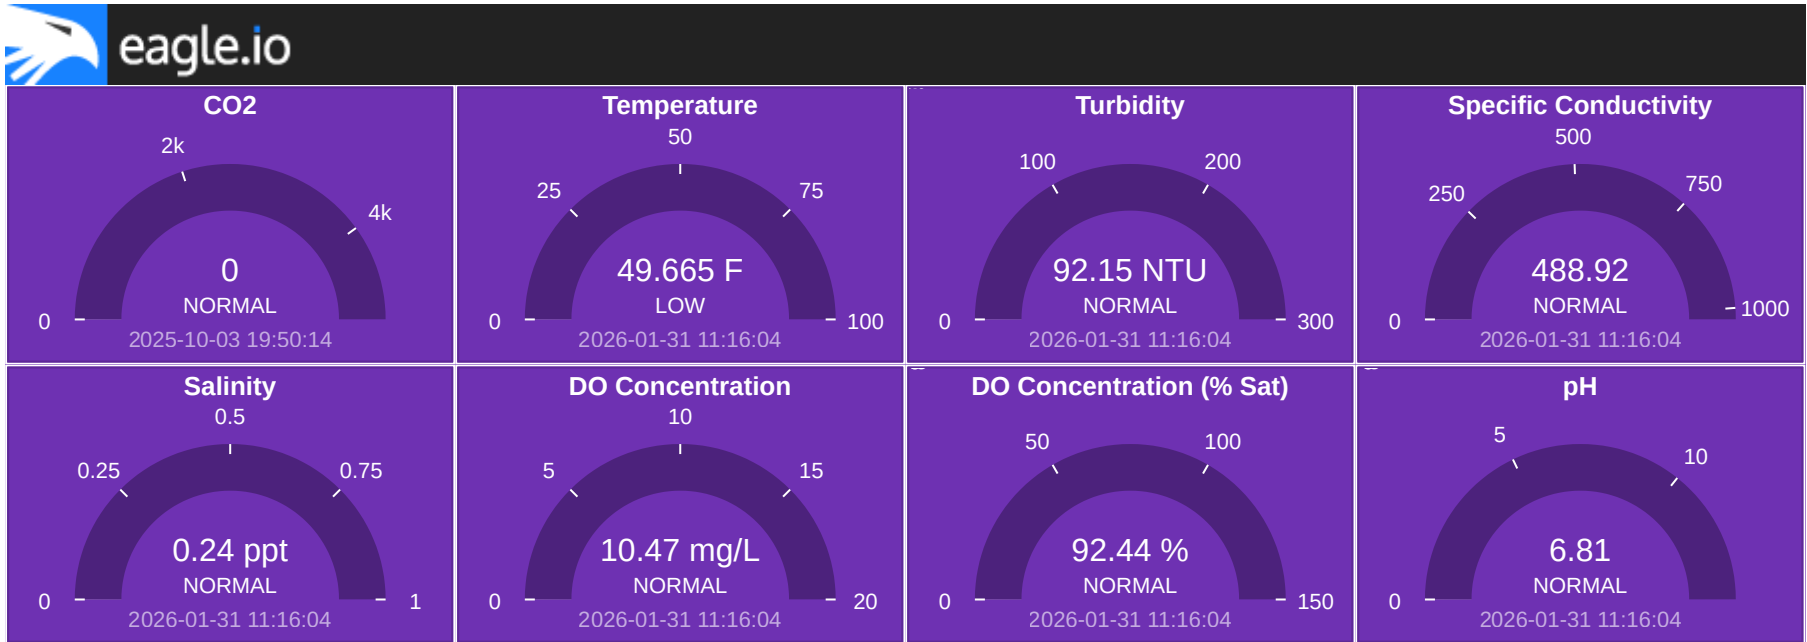 eagle.io
CO2
2k
4k
0
0
NORMAL
2025-10-03 19:50:14
Temperature
50
25
75
49.665 F
LOW
0
100
2026-01-31 11:16:04
Turbidity
100
200
92.15 NTU
NORMAL
0
300
2026-01-31 11:16:04
Specific Conductivity
500
250
750
488.92
NORMAL
0
1000
2026-01-31 11:16:04
Salinity
0.5
0.25
0.75
0.24 ppt
NORMAL
0
1
2026-01-31 11:16:04
DO Concentration
10
5
15
10.47 mg/L
NORMAL
0
20
2026-01-31 11:16:04
DO Concentration (% Sat)
50
100
92.44 %
NORMAL
0
150
2026-01-31 11:16:04
pH
5
10
6.81
NORMAL
0
2026-01-31 11:16:04